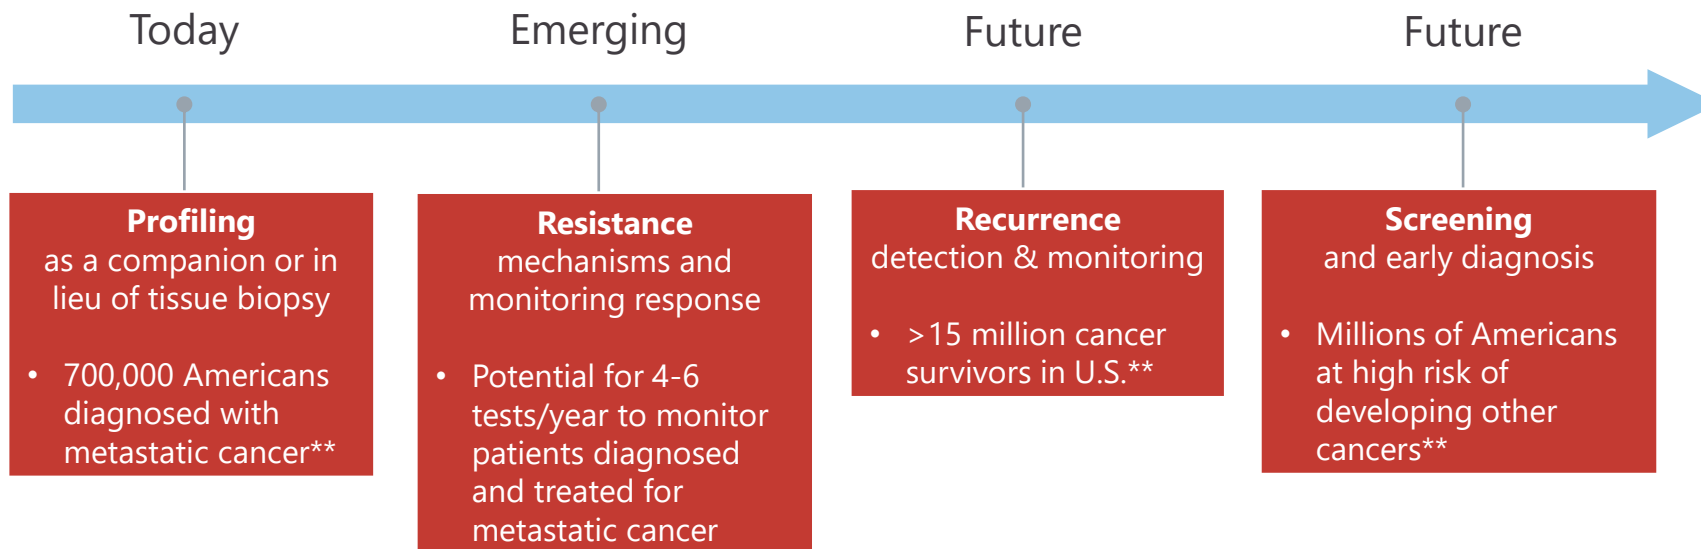 Today
Emerging
Future
Future
Profiling
as a companion or in
lieu of tissue biopsy
• 700,000 Americans
diagnosed with
metastatic cancer**
Resistance
mechanisms and
monitoring response
• Potential for 4-6
tests/year to monitor
patients diagnosed
and treated for
metastatic cancer
Recurrence
detection & monitoring
• >15 million cancer
survivors in U.S.**
Screening
and early diagnosis
• Millions of Americans
at high risk of
developing other
cancers**